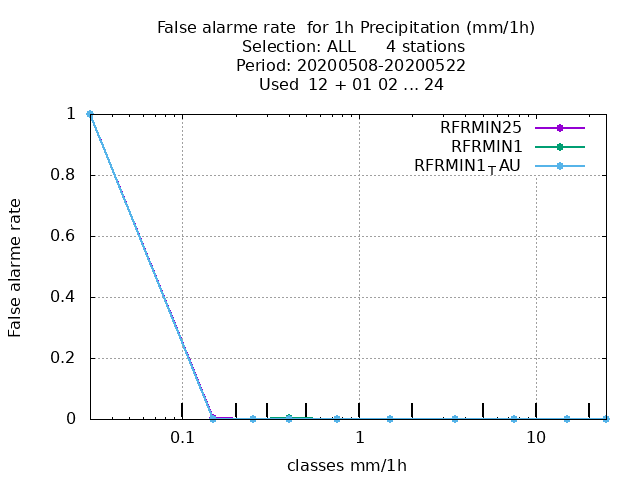 False alarme rate  for 1h Precipitation (mm/1h)
Selection: ALL      4 stations
Period: 20200508-20200522
Used  12 + 01 02 ... 24
RFRMIN25
RFRMIN1
RFRMIN1TAU
False alarme rate
1
0.8
0.6
0.4
0.2
0
0.1
1
10
classes mm/1h